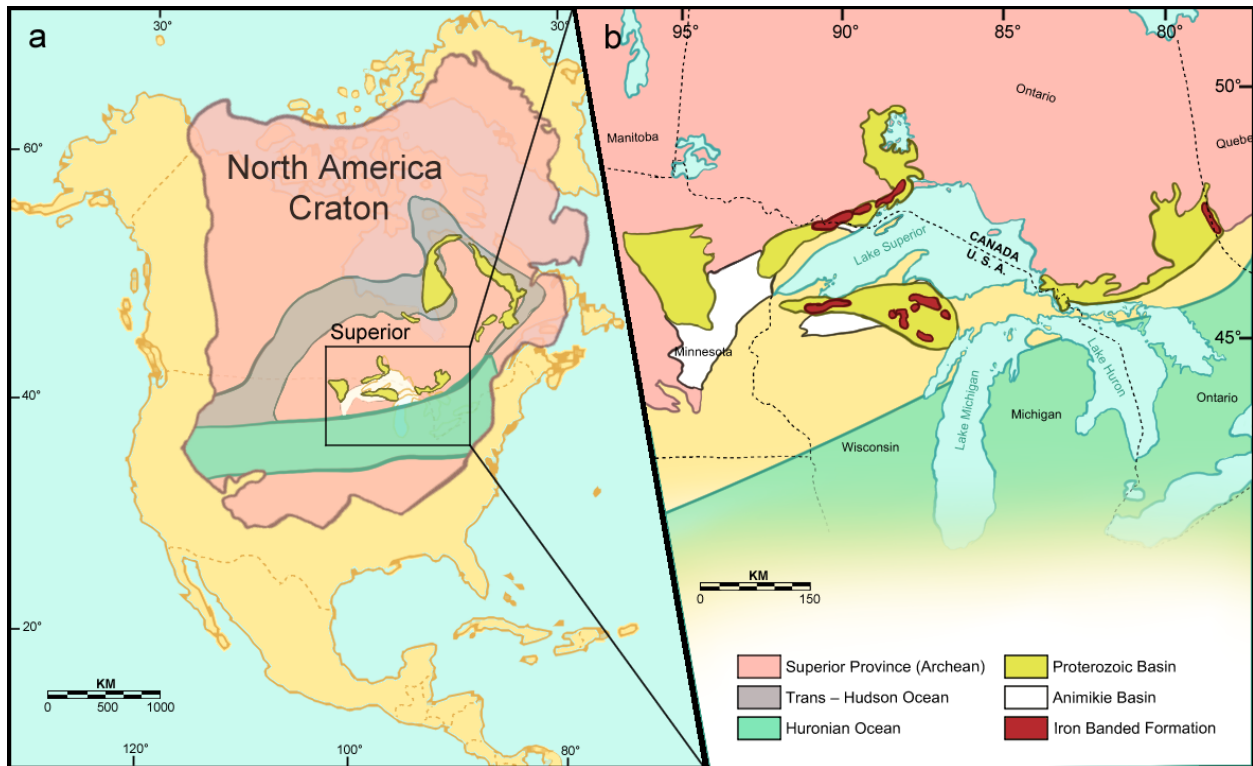 a
30°
30°
60°
40°
20°
North America
Craton
Superior
KM
0 500 1000
120°
100°
80°
b
95°
90°
85°
80°
50°
45°
Ontario
Manitoba
Quebe
Lake Superior
CANADA
U. S. A.
Minnesota
Lake Huron
Ontario
Michigan
Lake Michigan
Wisconsin
KM
0 150
Superior Province (Archean)
Trans – Hudson Ocean
Huronian Ocean
Proterozoic Basin
Animikie Basin
Iron Banded Formation